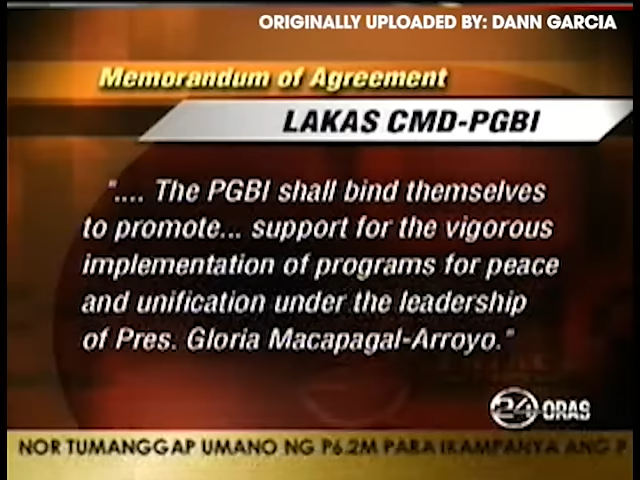 ORIGINALLY UPLOADED BY: DANN GARCIA
Memorandum of Agreement
LAKAS CMD-PGBI
".... The PGBI shall bind themselves
to promote... support for the vigorous
implementation of programs for peace
and unification under the leadership
of Pres. Gloria Macapagal-Arroyo."
24 ORAS
NOR TUMANGGAP UMANO NG P6.2M PARA IKAMPANYA ANG P